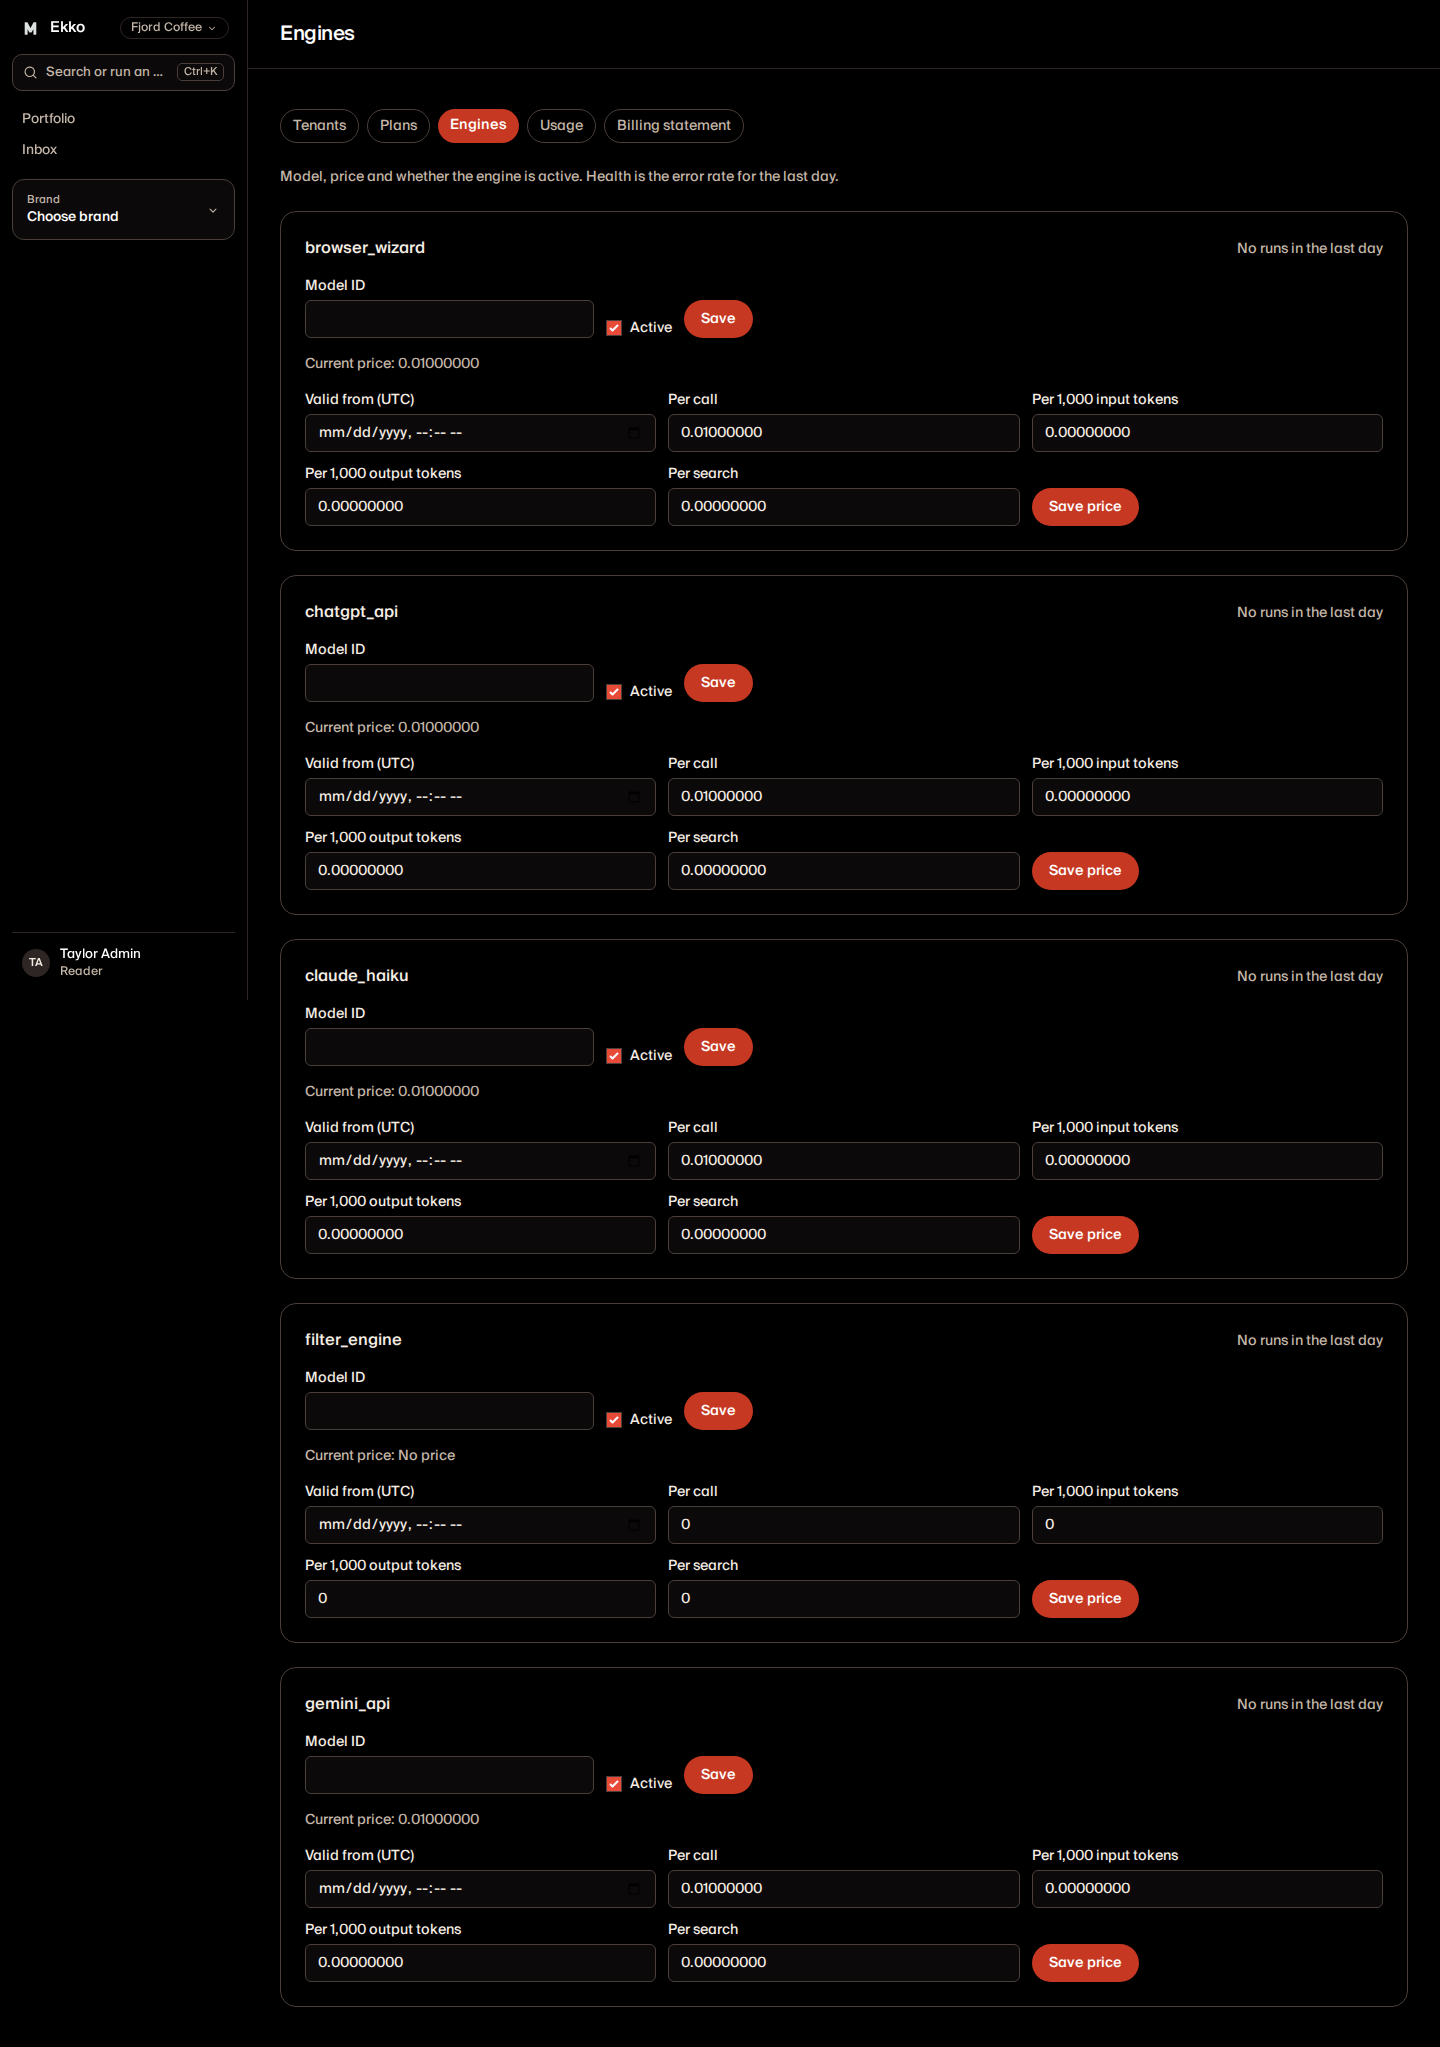 Ekko
Fjord Coffee
Search or run an ...
Ctrl+K
Portfolio
Inbox
Brand
Choose brand
Taylor Admin
TA
Reader
Engines
Tenants
Plans
Engines
Usage
Billing statement
Model, price and whether the engine is active. Health is the error rate for the last day.
browser_wizard
No runs in the last day
Model ID
Active
Save
Current price: 0.01000000
Valid from (UTC)
Per call
Per 1,000 input tokens
mm/dd/yyyy, --:-- --
0.01000000
0.00000000
Per 1,000 output tokens
Per search
0.00000000
0.00000000
Save price
chatgpt_api
No runs in the last day
Model ID
Active
Save
Current price: 0.01000000
Valid from (UTC)
Per call
Per 1,000 input tokens
mm/dd/yyyy, --:-- --
0.01000000
0.00000000
Per 1,000 output tokens
Per search
0.00000000
0.00000000
Save price
claude_haiku
No runs in the last day
Model ID
Active
Save
Current price: 0.01000000
Valid from (UTC)
Per call
Per 1,000 input tokens
mm/dd/yyyy, --:-- --
0.01000000
0.00000000
Per 1,000 output tokens
Per search
0.00000000
0.00000000
Save price
filter_engine
No runs in the last day
Model ID
Active
Save
Current price: No price
Valid from (UTC)
Per call
Per 1,000 input tokens
mm/dd/yyyy, --:-- --
0
0
Per 1,000 output tokens
Per search
0
0
Save price
gemini_api
No runs in the last day
Model ID
Active
Save
Current price: 0.01000000
Valid from (UTC)
Per call
Per 1,000 input tokens
mm/dd/yyyy, --:-- --
0.01000000
0.00000000
Per 1,000 output tokens
Per search
0.00000000
0.00000000
Save price